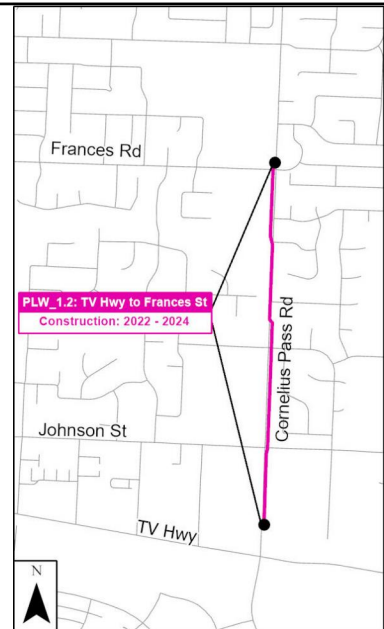 Frances Rd
PLW_1.2: TV Hwy to Frances St
Construction: 2022 - 2024
Cornelius Pass Rd
Johnson St
TV Hwy
N